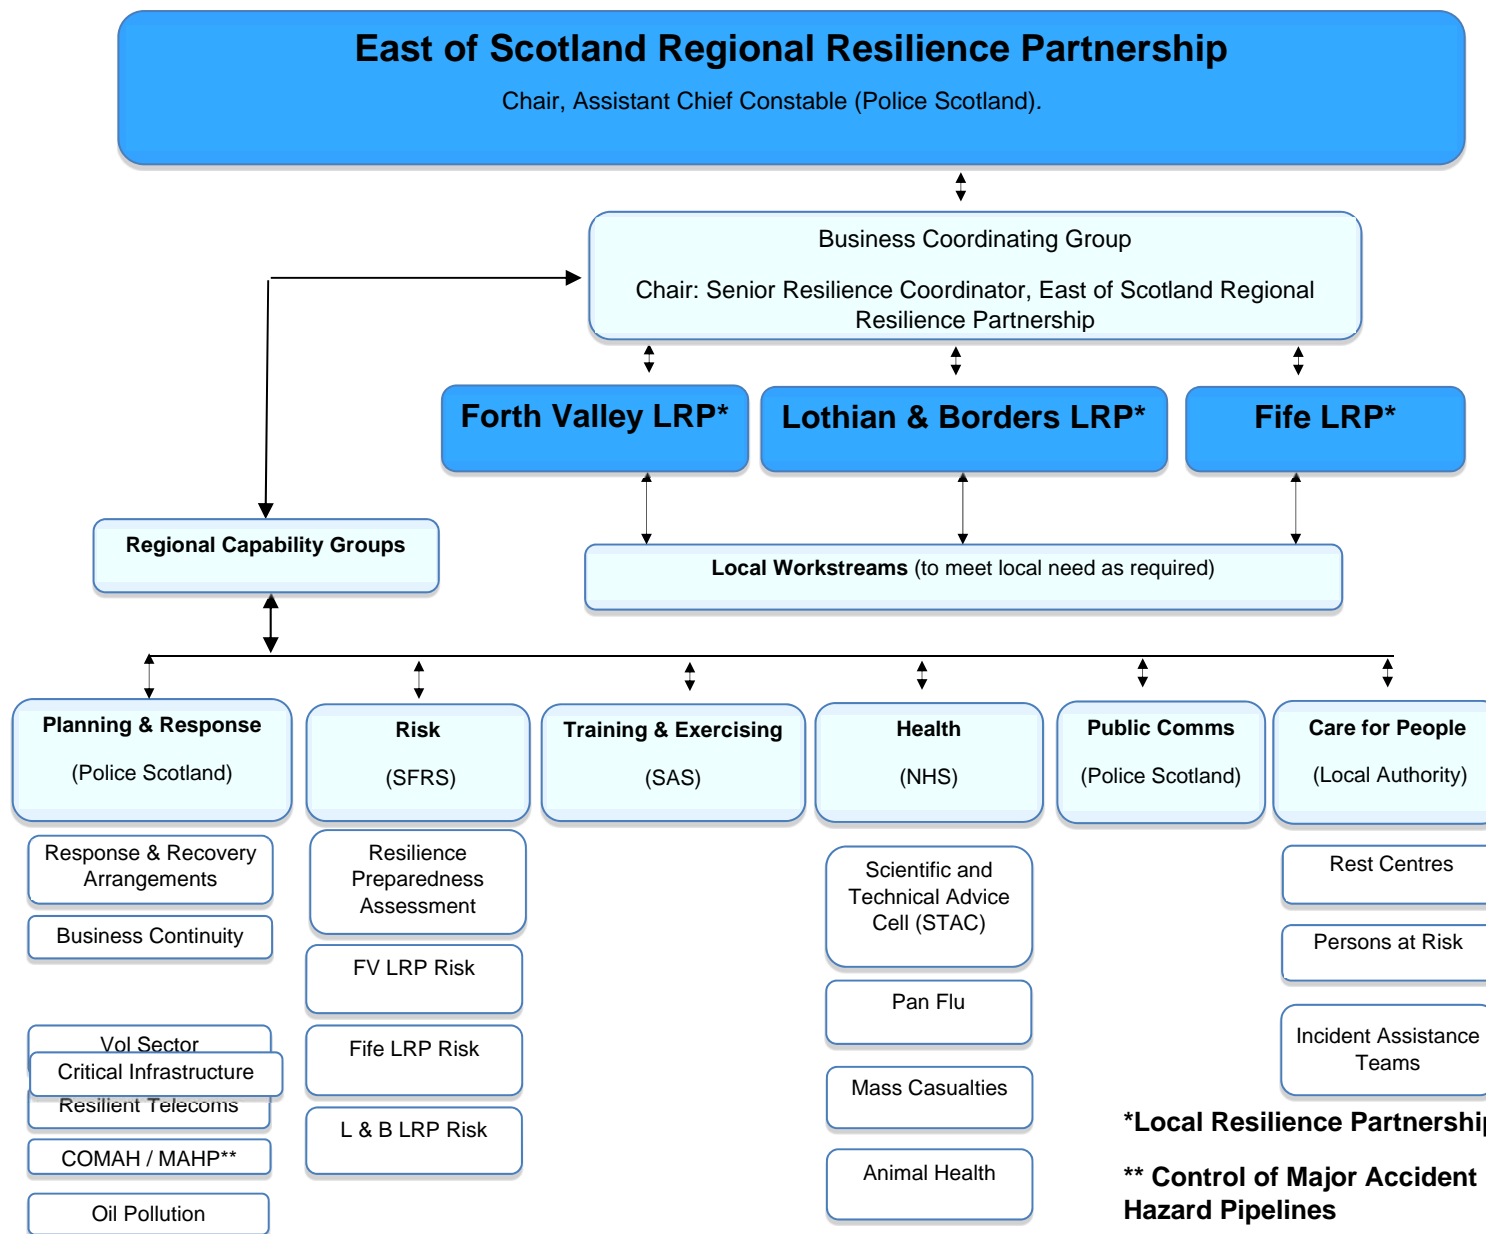 East of Scotland Regional Resilience Partnership
Chair, Assistant Chief Constable (Police Scotland).
Business Coordinating Group
Chair: Senior Resilience Coordinator, East of Scotland Regional
Resilience Partnership
Forth Valley LRP*
Lothian & Borders LRP*
Fife LRP*
Regional Capability Groups
Local Workstreams (to meet local need as required)
Planning & Response
(Police Scotland)
Risk
(SFRS)
Training & Exercising
(SAS)
Health
(NHS)
Public Comms
(Police Scotland)
Care for People
(Local Authority)
Response & Recovery
Arrangements
Business Continuity
Vol Sector
Critical Infrastructure
Resilient Telecoms
COMAH / MAHP**
Oil Pollution
Resilience
Preparedness
Assessment
FV LRP Risk
Fife LRP Risk
L & B LRP Risk
Scientific and
Technical Advice
Cell (STAC)
Pan Flu
Mass Casualties
Animal Health
Rest Centres
Persons at Risk
Incident Assistance
Teams
*Local Resilience Partnership
** Control of Major Accident
Hazard Pipelines